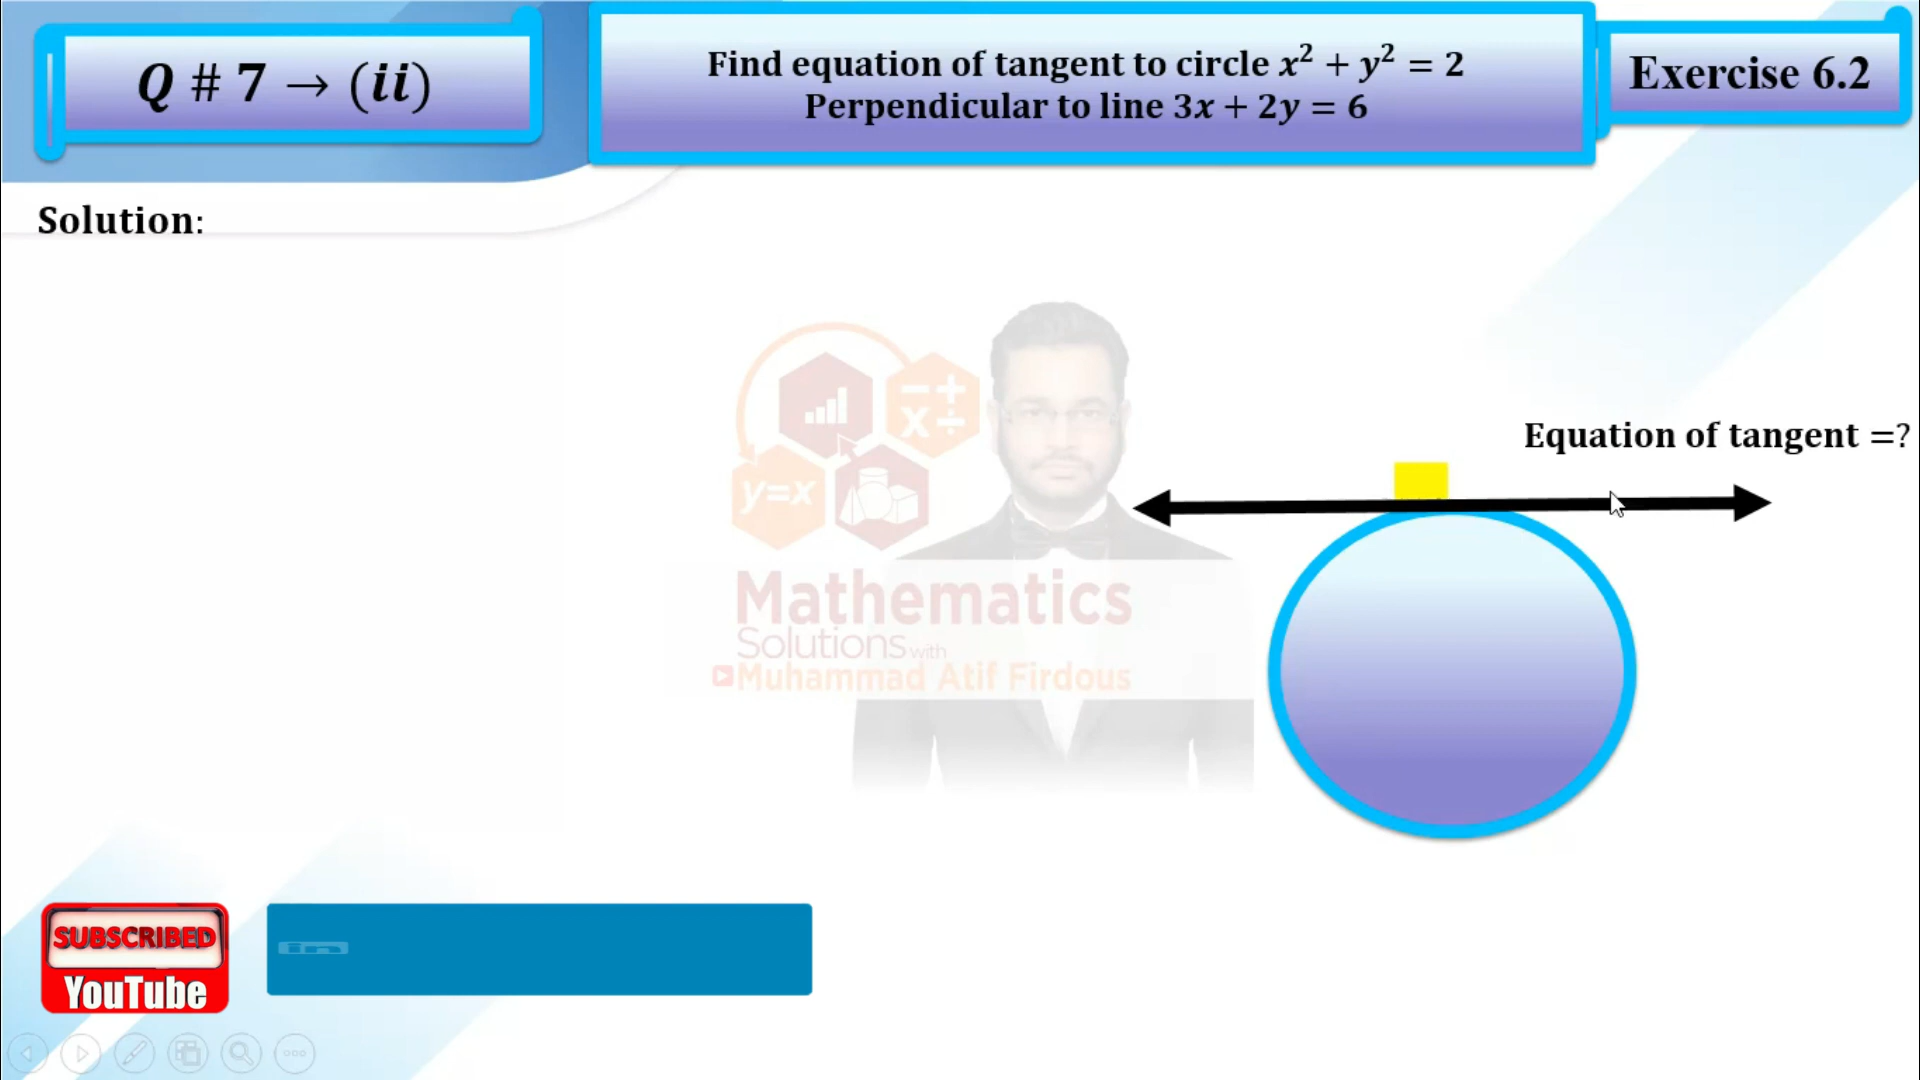 Q # 7 → (ii)
Find equation of tangent to circle x² + y² = 2
Perpendicular to line 3x + 2y = 6
Exercise 6.2
Solution:
Equation of tangent =?
y=x
Mathematics
Solutions with
Muhammad Atif Firdous
SUBSCRIBED
YouTube